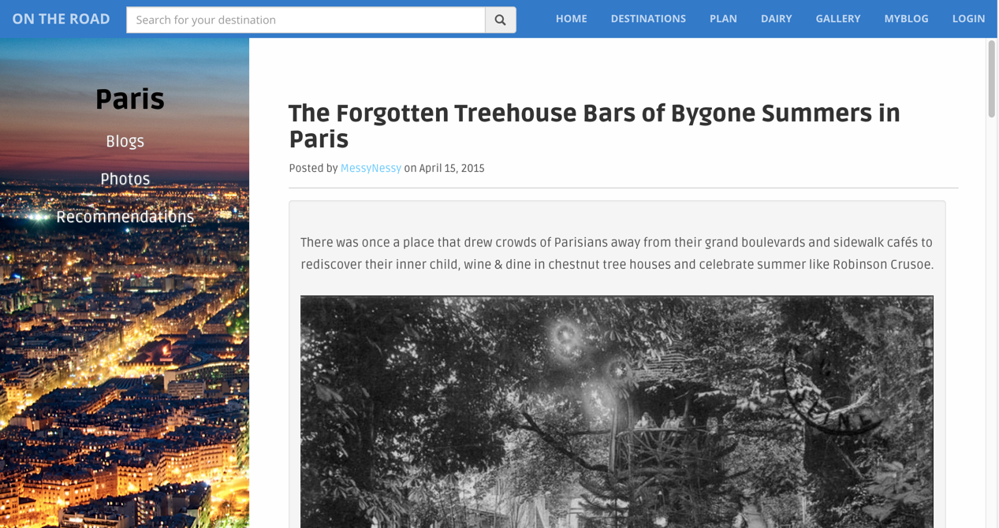 ON THE ROAD
Search for your destination
HOME
DESTINATIONS
PLAN
DAIRY
GALLERY
MYBLOG
LOGIN
Paris
Blogs
Photos
Recommendations
The Forgotten Treehouse Bars of Bygone Summers in
Paris
Posted by MessyNessy on April 15, 2015
There was once a place that drew crowds of Parisians away from their grand boulevards and sidewalk cafés to
rediscover their inner child, wine & dine in chestnut tree houses and celebrate summer like Robinson Crusoe.